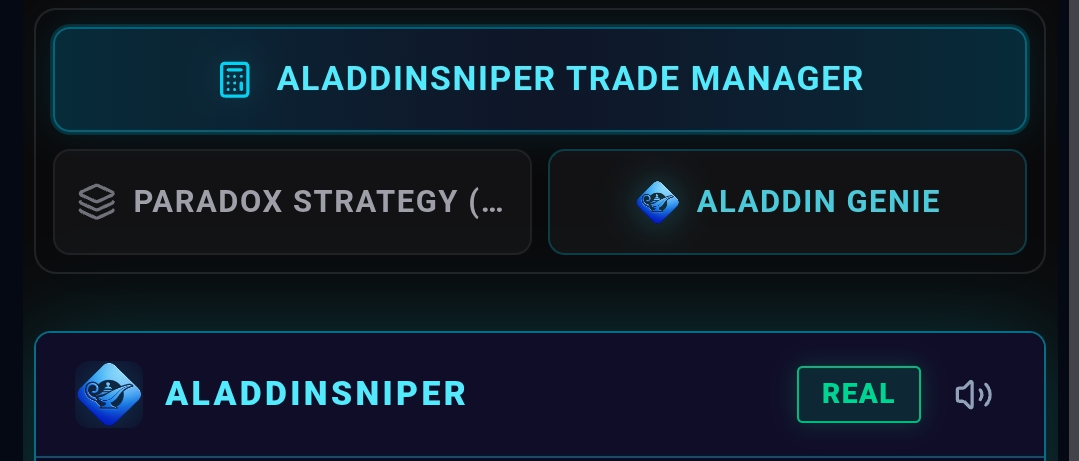 ALADDINSNIPER TRADE MANAGER
PARADOX STRATEGY (…
ALADDIN GENIE
ALADDINSNIPER
REAL